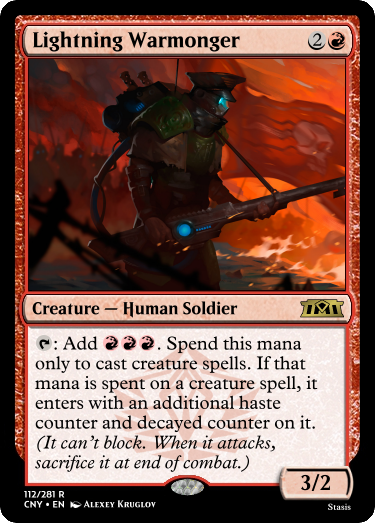 Lightning Warmonger 2
Creature — Human Soldier
: Add . Spend this mana
only to cast creature spells. If that
mana is spent on a creature spell, it
enters with an additional haste
counter and decayed counter on it.
(It can't block. When it attacks,
sacrifice it at end of combat.)
3/2
112/281 R
CNY • EN Alexey Kruglov
Stasis